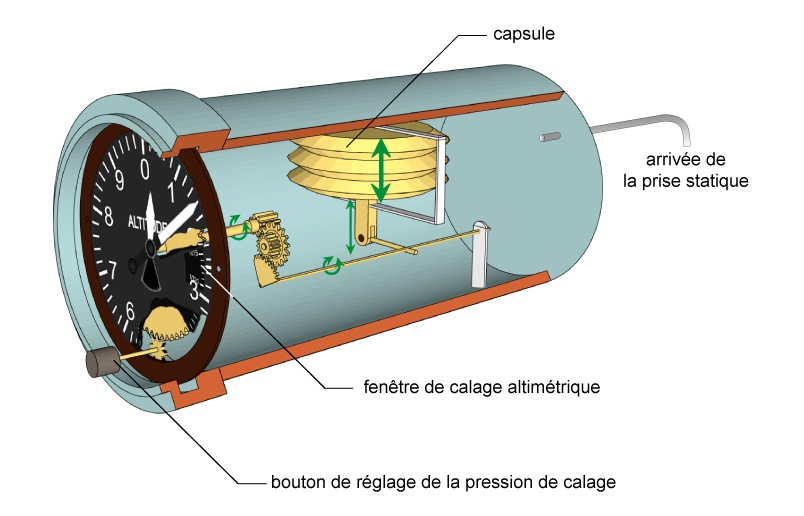 capsule
arrivée de
la prise statique
0
1
9
8
ALTITUDE
7
3
6
fenêtre de calage altimétrique
bouton de réglage de la pression de calage